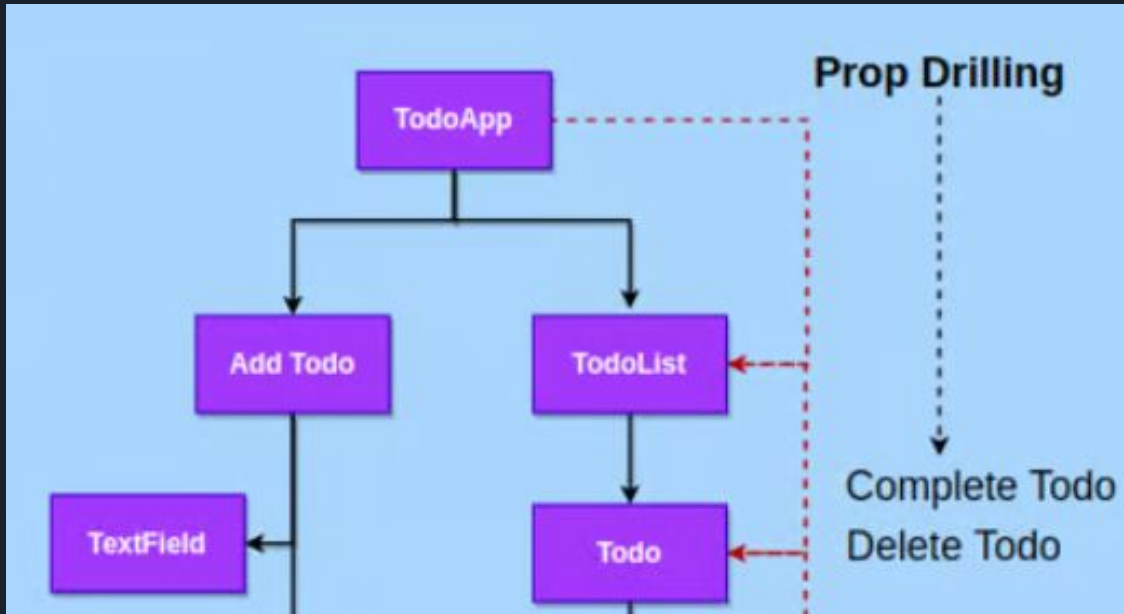 Prop Drilling
TodoApp
Add Todo
TodoList
Complete Todo
TextField
Todo
Delete Todo